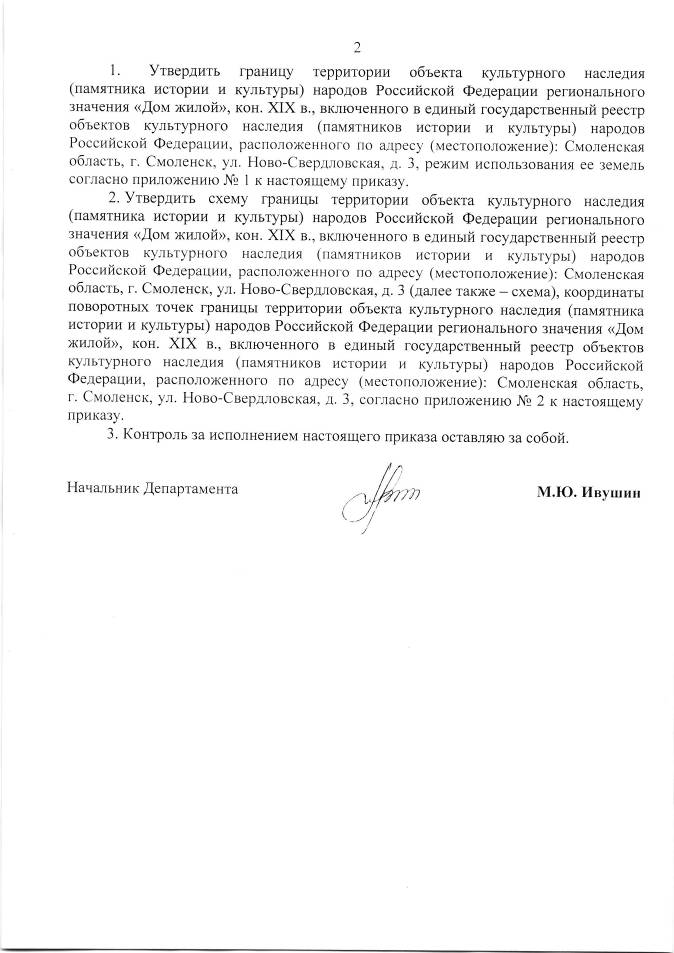 2
1. Утвердить границу территории объекта культурного наследия
(памятника истории и культуры) народов Российской Федерации регионального
значения «Дом жилой», кон. XIX в., включенного в единый государственный реестр
объектов культурного наследия (памятников истории и культуры) народов
Российской Федерации, расположенного по адресу (местоположение): Смоленская
область, г. Смоленск, ул. Ново-Свердловская, д. 3, режим использования ее земель
согласно приложению № 1 к настоящему приказу.
2. Утвердить схему границы территории объекта культурного наследия
(памятника истории и культуры) народов Российской Федерации регионального
значения «Дом жилой», кон. XIX в., включенного в единый государственный реестр
объектов культурного наследия (памятников истории и культуры) народов
Российской Федерации, расположенного по адресу (местоположение): Смоленская
область, г. Смоленск, ул. Ново-Свердловская, д. 3 (далее также – схема), координаты
поворотных точек границы территории объекта культурного наследия (памятника
истории и культуры) народов Российской Федерации регионального значения «Дом
жилой», кон. XIX в., включенного в единый государственный реестр объектов
культурного наследия (памятников истории и культуры) народов Российской
Федерации, расположенного по адресу (местоположение): Смоленская область,
г. Смоленск, ул. Ново-Свердловская, д. 3, согласно приложению № 2 к настоящему
приказу.
3. Контроль за исполнением настоящего приказа оставляю за собой.
Начальник Департамента М.Ю. Ивушин